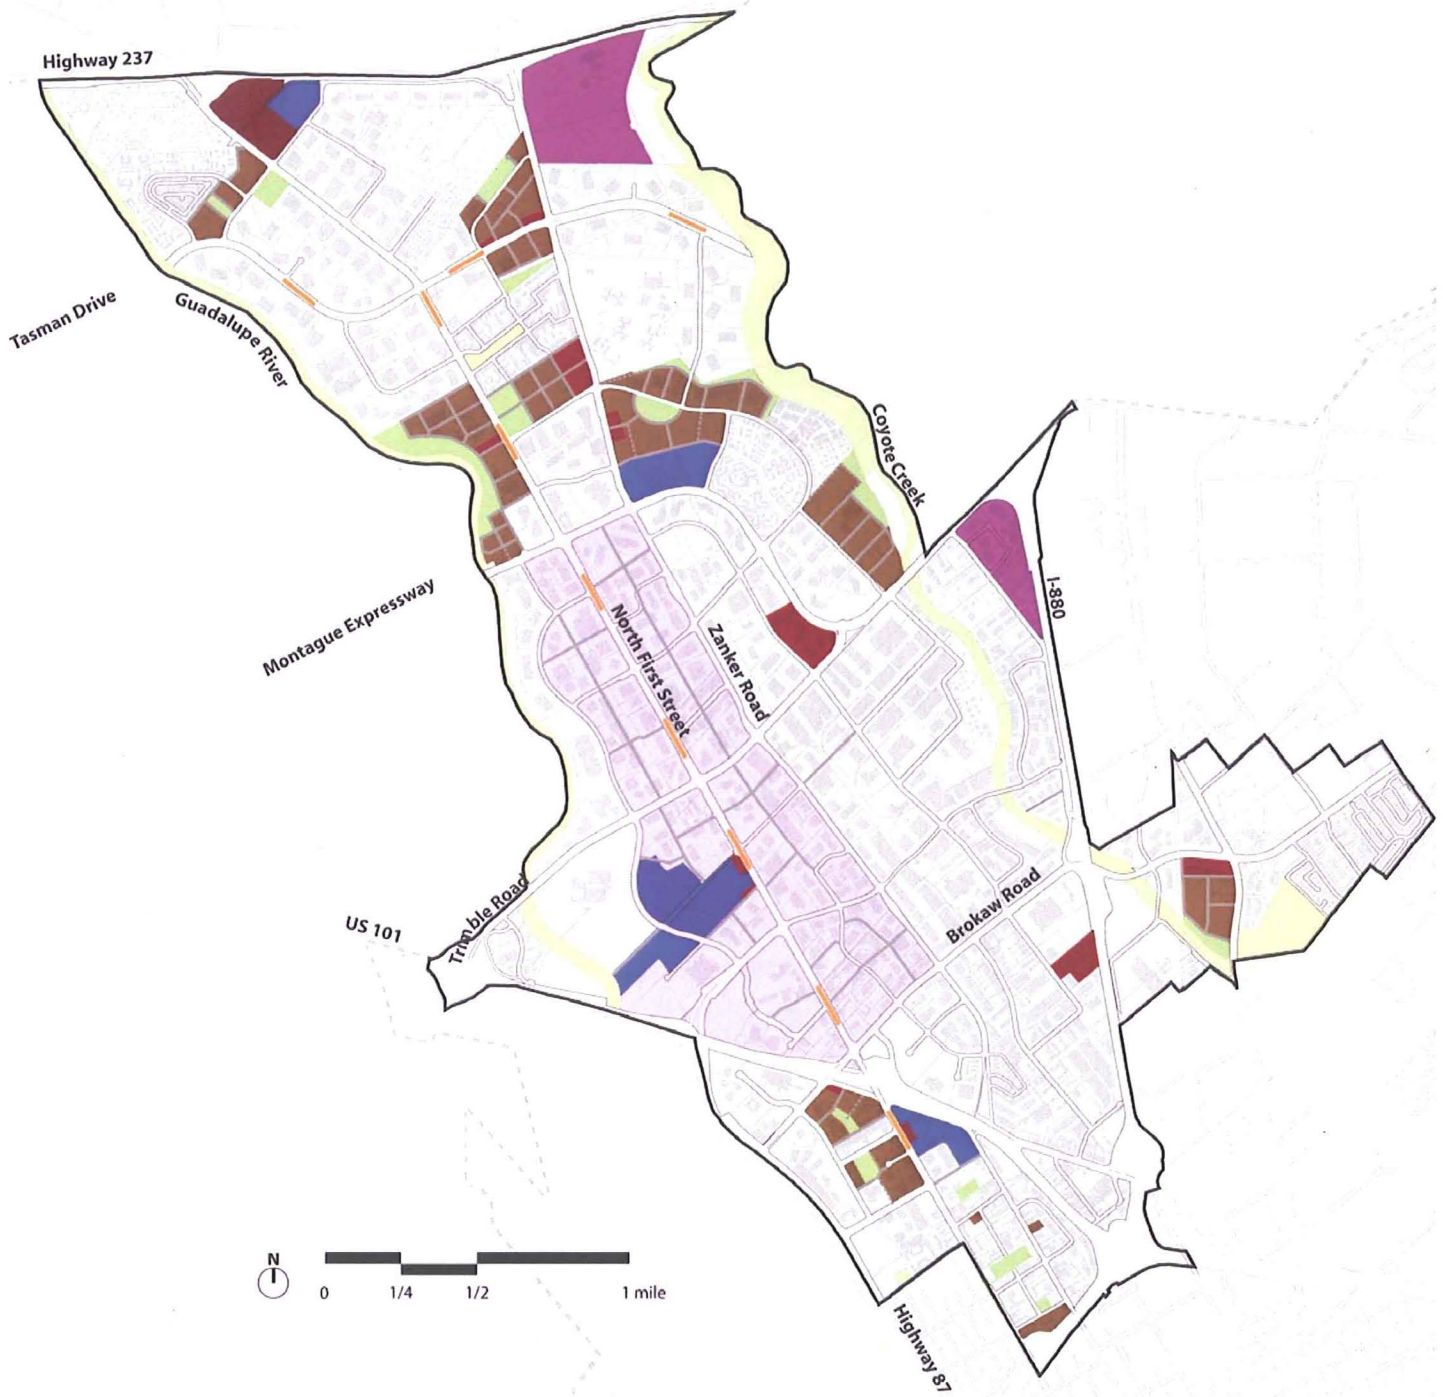 Highway 237
Tasman Drive
Guadalupe River
Coyote Creek
I-880
Montague Expressway
North First Street
Zanker Road
Trimble Road
US 101
Brokaw Road
N
0 1/4 1/2 1 mile
Highway 87